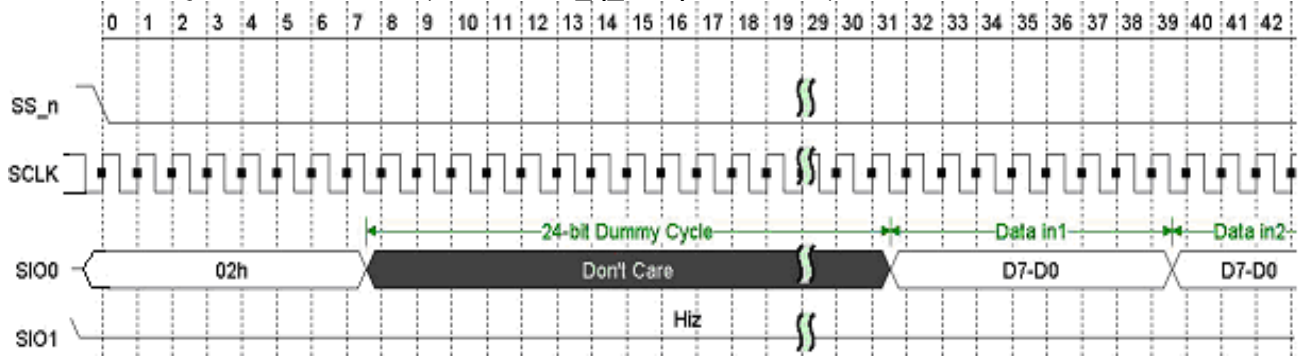 0 1 2 3 4 5 6 7 8 9 10 11 12 13 14 15 16 17 18 19 29 30 31 32 33 34 35 36 37 38 39 40 41 42
SS_n
SCLK
24-bit Dummy Cycle Data in1 Data in2
SIO0 02h Don't Care D7-D0 D7-D0
Hiz
SIO1